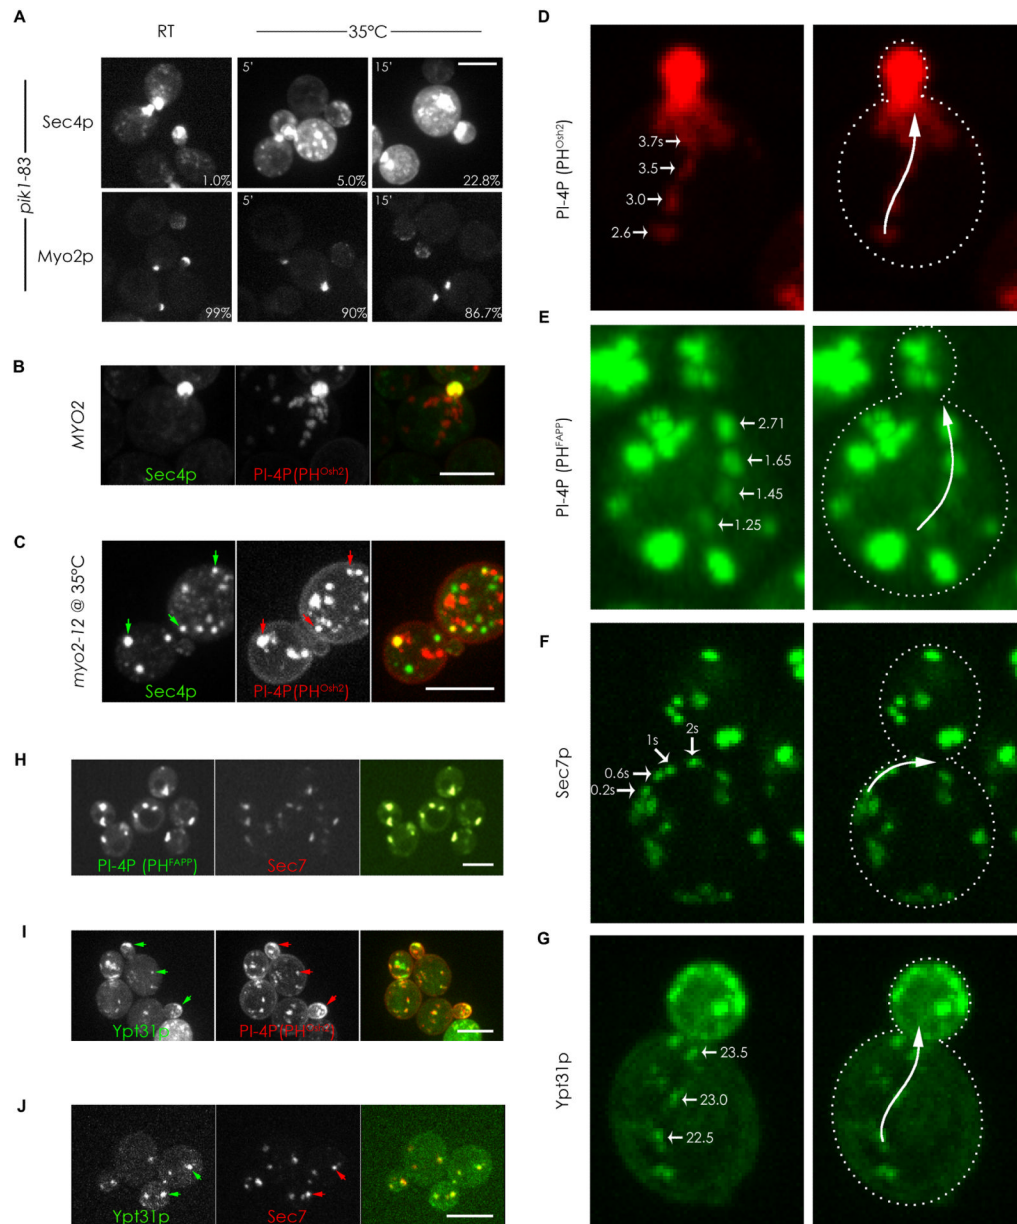 A
RT
35°C
pik1-83
Sec4p
5'
15'
1.0%
5.0%
22.8%
Myo2p
5'
15'
99%
90%
86.7%
B
MYO2
Sec4p
PI-4P(PH^Osh2)
C
myo2-12 @ 35°C
Sec4p
PI-4P(PH^Osh2)
H
PI-4P (PH^FAPP)
Sec7
I
Ypt31p
J
Ypt31p
Sec7
D
PI-4P (PH^Osh2)
3.7s
3.5
3.0
2.6
E
PI-4P (PH^FAPP)
2.71
1.65
1.45
1.25
F
Sec7p
2s
1s
0.6s
0.2s
G
Ypt31p
23.5
23.0
22.5